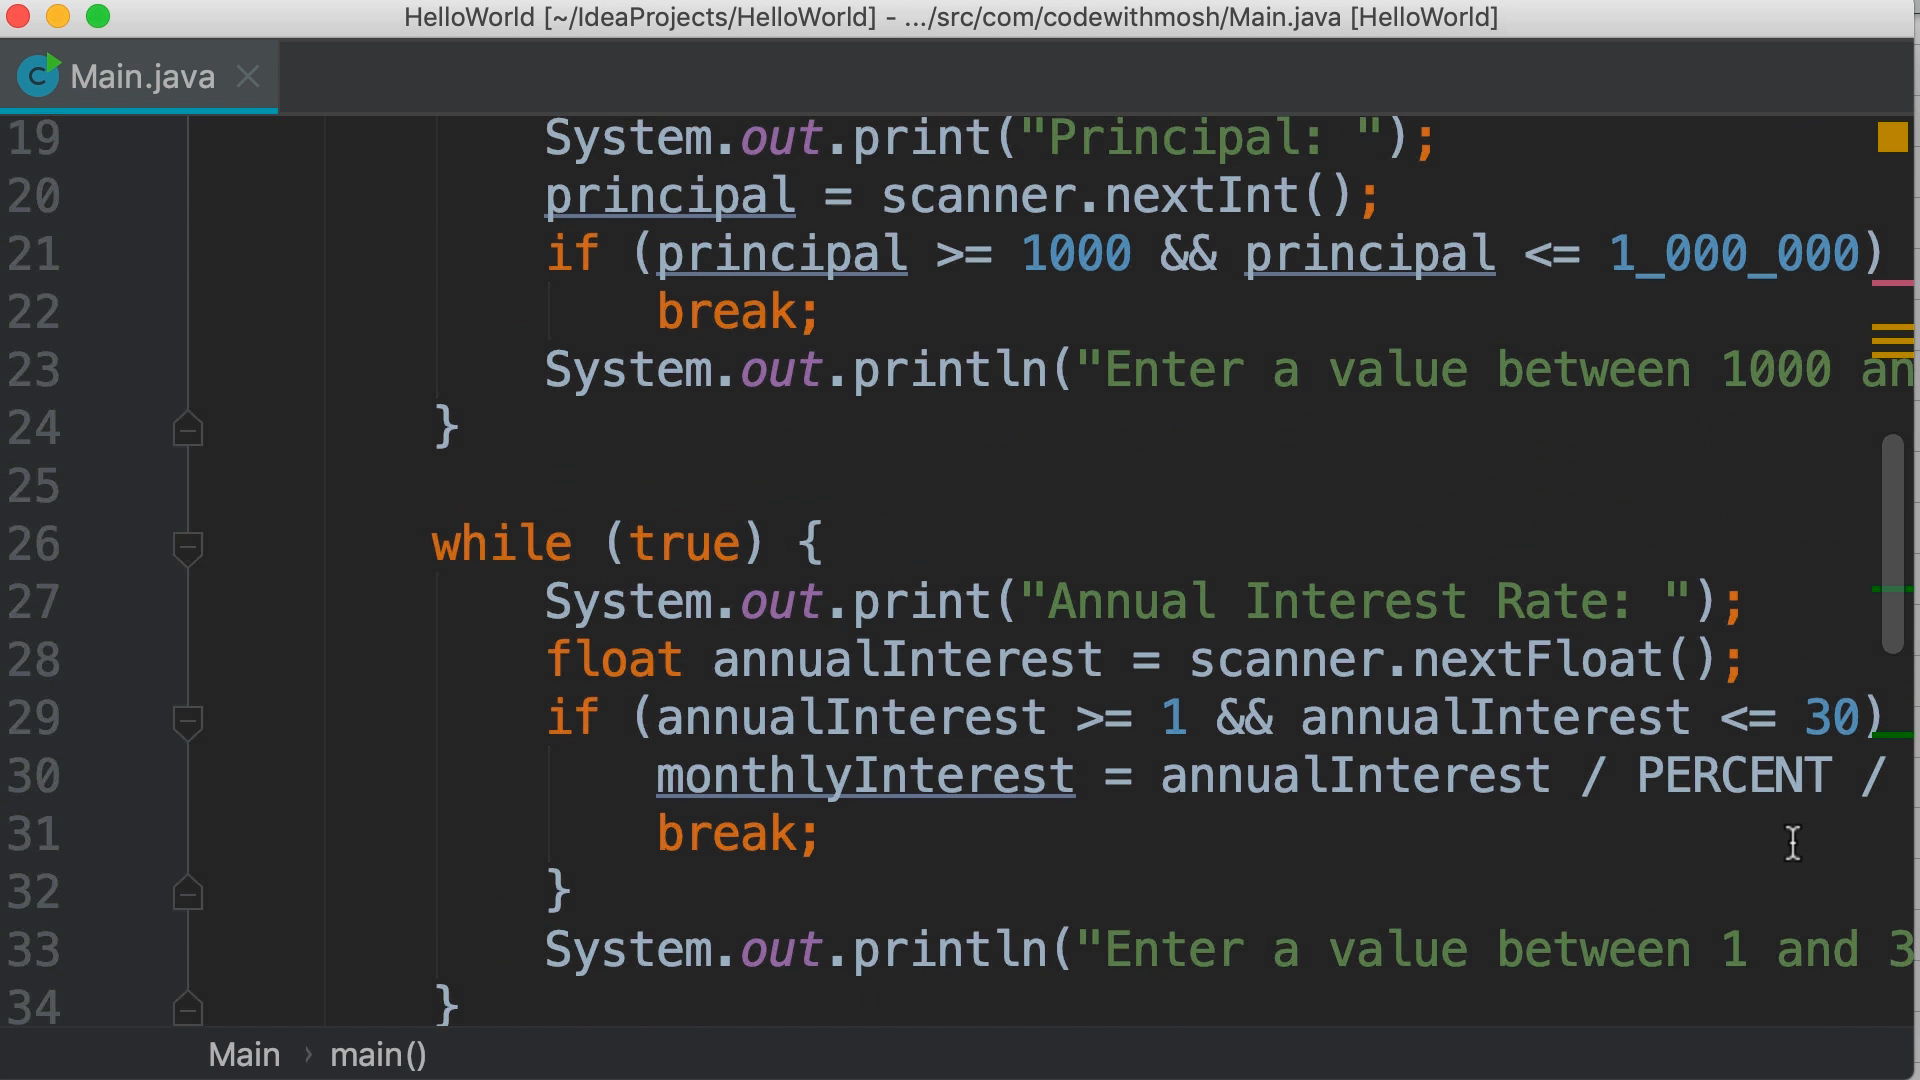 HelloWorld [~/IdeaProjects/HelloWorld] - .../src/com/codewithmosh/Main.java [HelloWorld]
Main.java
19 System.out.print("Principal: ");
20 principal = scanner.nextInt();
21 if (principal >= 1000 && principal <= 1_000_000)
22 break;
23 System.out.println("Enter a value between 1000 an
24 }
25
26 while (true) {
27 System.out.print("Annual Interest Rate: ");
28 float annualInterest = scanner.nextFloat();
29 if (annualInterest >= 1 && annualInterest <= 30)
30 monthlyInterest = annualInterest / PERCENT /
31 break;
32 }
33 System.out.println("Enter a value between 1 and 3
34 }
Main › main()